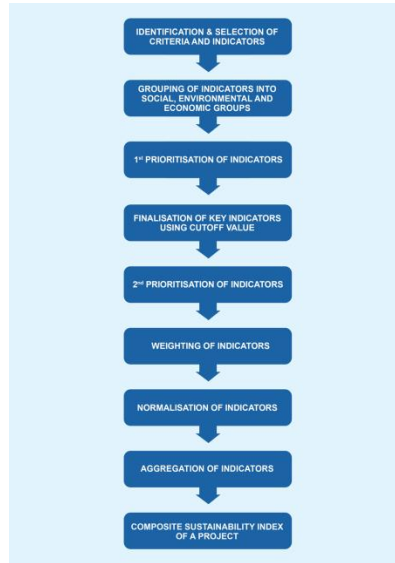 IDENTIFICATION & SELECTION OF
CRITERIA AND INDICATORS
GROUPING OF INDICATORS INTO
SOCIAL, ENVIRONMENTAL AND
ECONOMIC GROUPS
1st PRIORITISATION OF INDICATORS
FINALISATION OF KEY INDICATORS
USING CUTOFF VALUE
2nd PRIORITISATION OF INDICATORS
WEIGHTING OF INDICATORS
NORMALISATION OF INDICATORS
AGGREGATION OF INDICATORS
COMPOSITE SUSTAINABILITY INDEX
OF A PROJECT